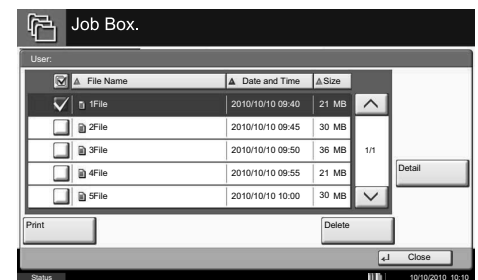 Job Box.
User:
File Name Date and Time Size
1File 2010/10/10 09:40 21 MB
2File 2010/10/10 09:45 30 MB
3File 2010/10/10 09:50 36 MB
1/1
4File 2010/10/10 09:55 21 MB
Detail
5File 2010/10/10 10:00 30 MB
Print Delete
Close
Status 10/10/2010 10:10